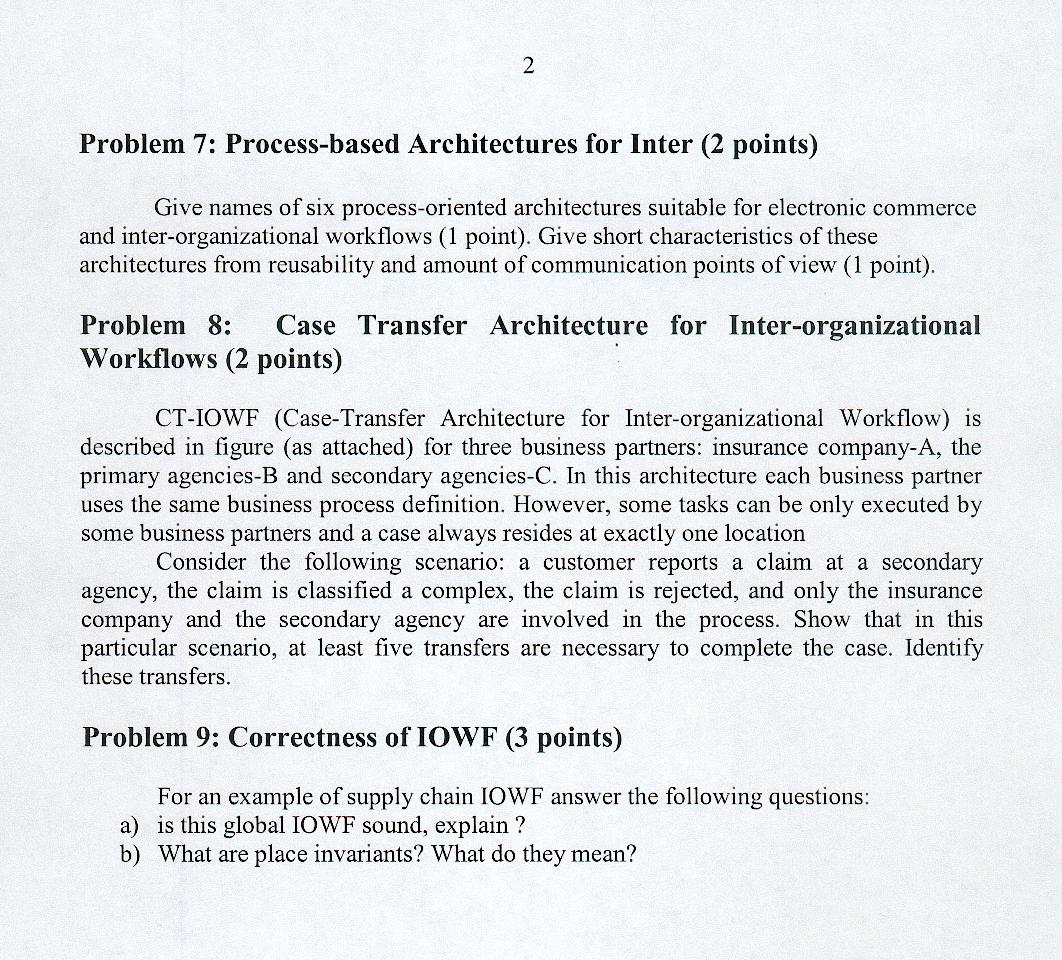 2
Problem 7: Process-based Architectures for Inter (2 points)
Give names of six process-oriented architectures suitable for electronic commerce
and inter-organizational workflows (1 point). Give short characteristics of these
architectures from reusability and amount of communication points of view (1 point).
Problem 8: Case Transfer Architecture for Inter-organizational
Workflows (2 points)
CT-IOWF (Case-Transfer Architecture for Inter-organizational Workflow) is
described in figure (as attached) for three business partners: insurance company-A, the
primary agencies-B and secondary agencies-C. In this architecture each business partner
uses the same business process definition. However, some tasks can be only executed by
some business partners and a case always resides at exactly one location
Consider the following scenario: a customer reports a claim at a secondary
agency, the claim is classified a complex, the claim is rejected, and only the insurance
company and the secondary agency are involved in the process. Show that in this
particular scenario, at least five transfers are necessary to complete the case. Identify
these transfers.
Problem 9: Correctness of IOWF (3 points)
For an example of supply chain IOWF answer the following questions:
a) is this global IOWF sound, explain ?
b) What are place invariants? What do they mean?